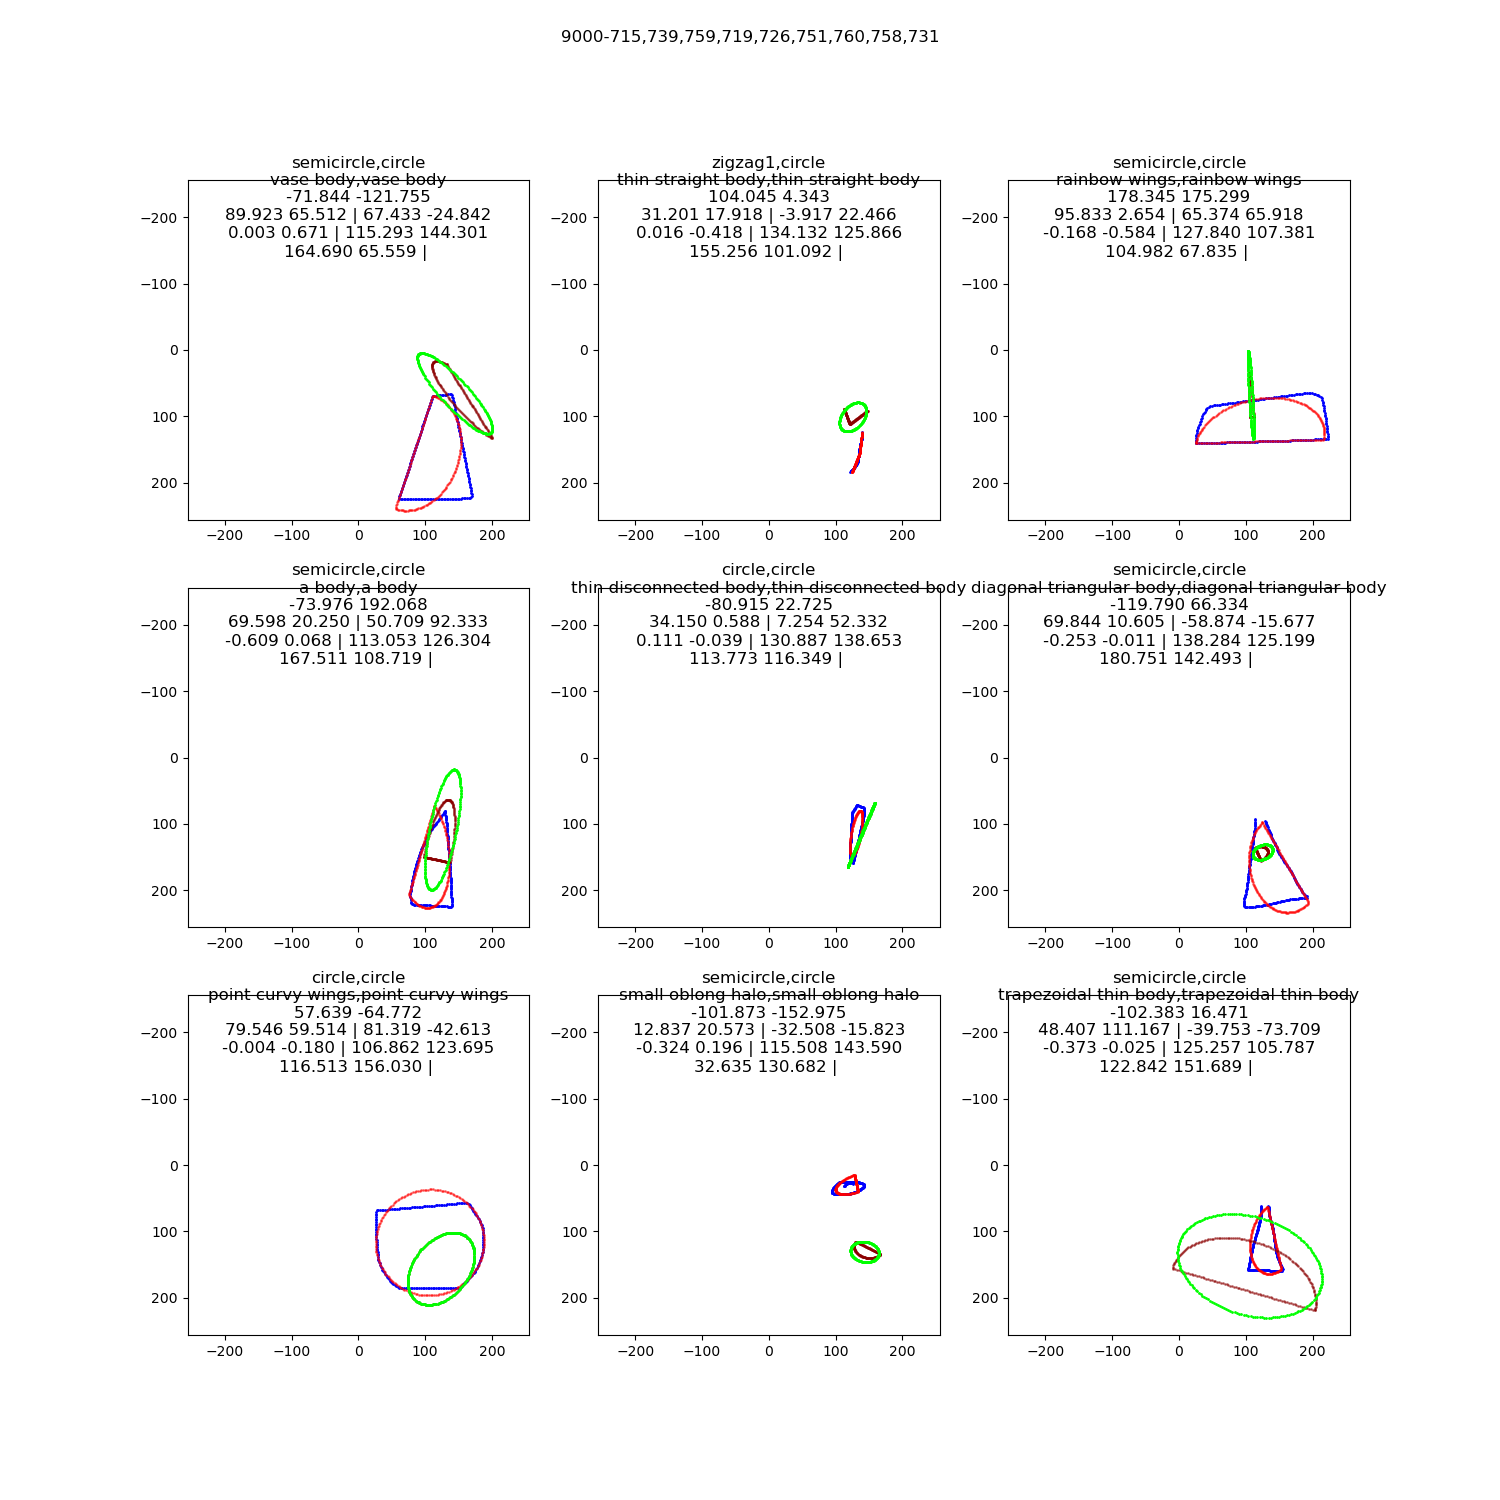 9000-715,739,759,719,726,751,760,758,731
semicircle,circle
vase body,vase body
-71.844 -121.755
89.923 65.512 | 67.433 -24.842
0.003 0.671 | 115.293 144.301
164.690 65.559 |
−200
−100
0
100
200
−200 −100 0 100 200
zigzag1,circle
thin straight body,thin straight body
104.045 4.343
31.201 17.918 | -3.917 22.466
0.016 -0.418 | 134.132 125.866
155.256 101.092 |
−200
−100
0
100
200
−200 −100 0 100 200
semicircle,circle
rainbow wings,rainbow wings
178.345 175.299
95.833 2.654 | 65.374 65.918
-0.168 -0.584 | 127.840 107.381
104.982 67.835 |
−200
−100
0
100
200
−200 −100 0 100 200
semicircle,circle
a body,a body
-73.976 192.068
69.598 20.250 | 50.709 92.333
-0.609 0.068 | 113.053 126.304
167.511 108.719 |
−200
−100
0
100
200
−200 −100 0 100 200
circle,circle
thin disconnected body,thin disconnected body
-80.915 22.725
34.150 0.588 | 7.254 52.332
0.111 -0.039 | 130.887 138.653
113.773 116.349 |
−200
−100
0
100
200
−200 −100 0 100 200
semicircle,circle
diagonal triangular body,diagonal triangular body
-119.790 66.334
69.844 10.605 | -58.874 -15.677
-0.253 -0.011 | 138.284 125.199
180.751 142.493 |
−200
−100
0
100
200
−200 −100 0 100 200
circle,circle
point curvy wings,point curvy wings
57.639 -64.772
79.546 59.514 | 81.319 -42.613
-0.004 -0.180 | 106.862 123.695
116.513 156.030 |
−200
−100
0
100
200
−200 −100 0 100 200
semicircle,circle
small oblong halo,small oblong halo
-101.873 -152.975
12.837 20.573 | -32.508 -15.823
-0.324 0.196 | 115.508 143.590
32.635 130.682 |
−200
−100
0
100
200
−200 −100 0 100 200
semicircle,circle
trapezoidal thin body,trapezoidal thin body
-102.383 16.471
48.407 111.167 | -39.753 -73.709
-0.373 -0.025 | 125.257 105.787
122.842 151.689 |
−200
−100
0
100
200
−200 −100 0 100 200